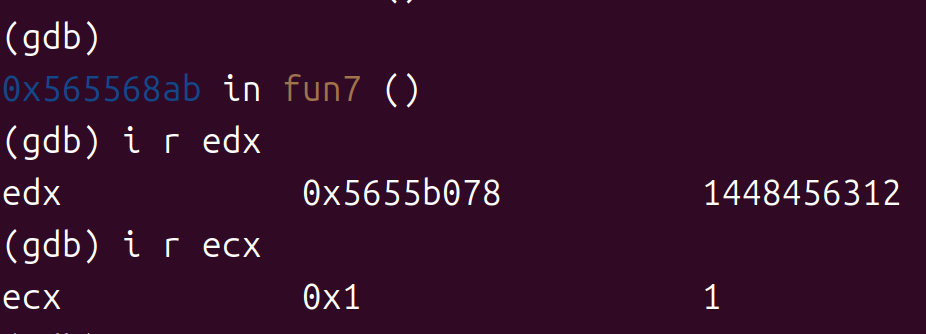 ()
(gdb)
0x565568ab in fun7 ()
(gdb) i r edx
edx 0x5655b078 1448456312
(gdb) i r ecx
ecx 0x1 1